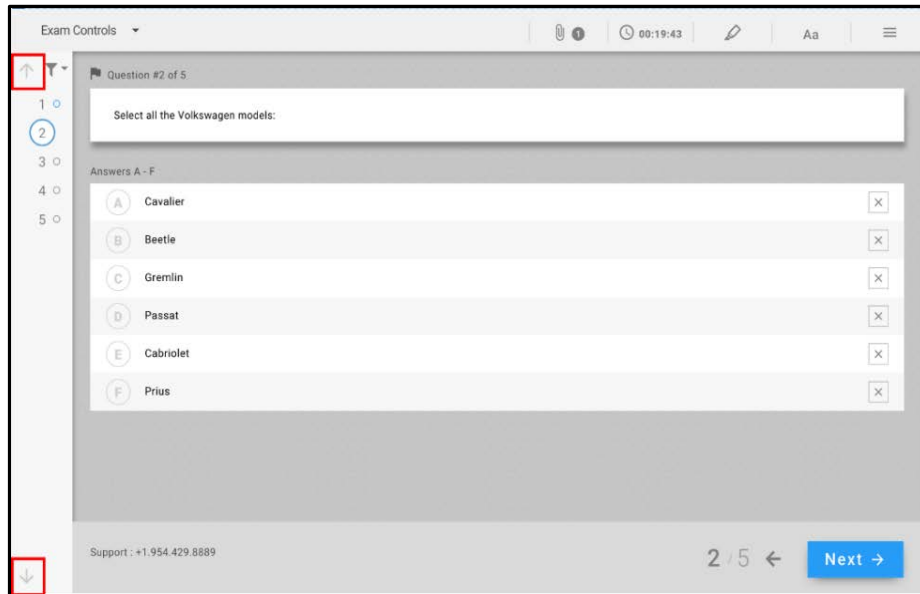 Exam Controls 1 00:19:43 Aa
Question #2 of 5
1
Select all the Volkswagen models:
2
3
Answers A - F
4
A Cavalier
5
B Beetle
C Gremlin
D Passat
E Cabriolet
F Prius
Support : +1.954.429.8889
2 / 5 ← Next →